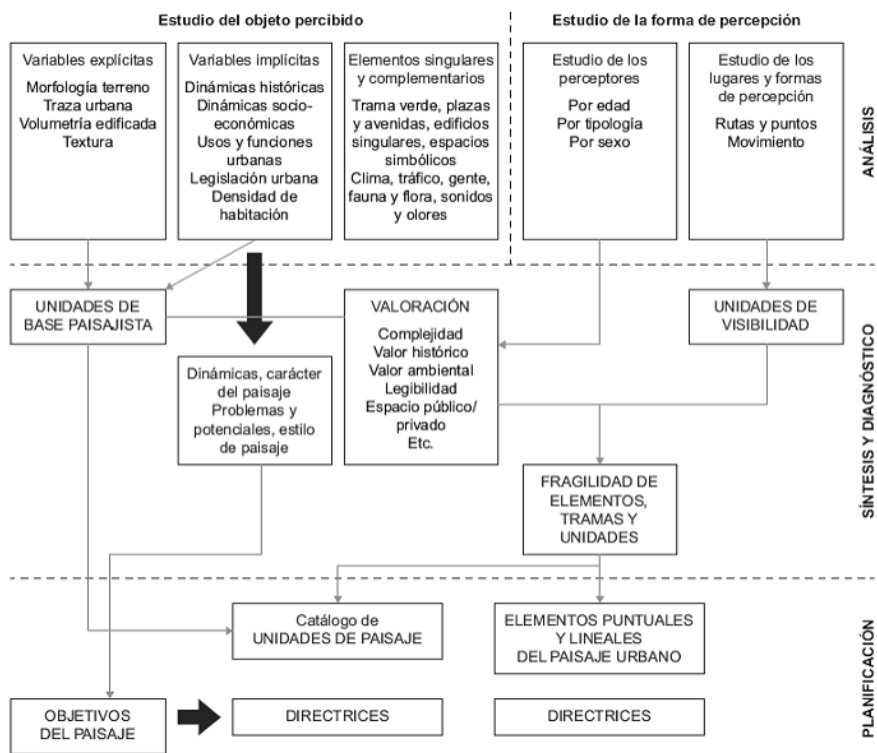 Estudio del objeto percibido
Estudio de la forma de percepción
Variables explícitas
Morfología terreno
Traza urbana
Volumetría edificada
Textura
Variables implícitas
Dinámicas históricas
Dinámicas socio-
económicas
Usos y funciones
urbanas
Legislación urbana
Densidad de
habitación
Elementos singulares
y complementarios
Trama verde, plazas
y avenidas, edificios
singulares, espacios
simbólicos
Clima, tráfico, gente,
fauna y flora, sonidos
y olores
Estudio de los
perceptores
Por edad
Por tipología
Por sexo
Estudio de los
lugares y formas
de percepción
Rutas y puntos
Movimiento
ANÁLISIS
UNIDADES DE
BASE PAISAJISTA
Dinámicas, carácter
del paisaje
Problemas y
potenciales, estilo
de paisaje
VALORACIÓN
Complejidad
Valor histórico
Valor ambiental
Legibilidad
Espacio público/
privado
Etc.
UNIDADES DE
VISIBILIDAD
FRAGILIDAD DE
ELEMENTOS,
TRAMAS Y
UNIDADES
SÍNTESIS Y DIAGNÓSTICO
Catálogo de
UNIDADES DE PAISAJE
ELEMENTOS PUNTUALES
Y LINEALES
DEL PAISAJE URBANO
OBJETIVOS
DEL PAISAJE
DIRECTRICES
DIRECTRICES
PLANIFICACIÓN